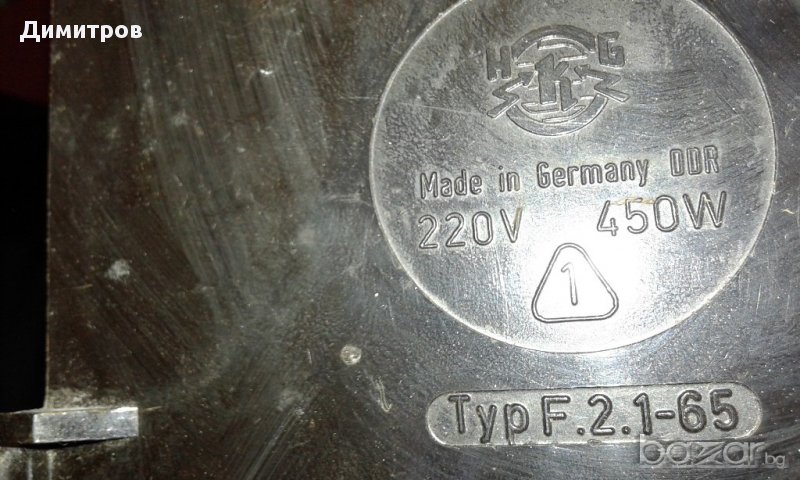 Димитров
H G
K
Made in Germany DDR
220V 450W
1
Typ F.2.1-65
bazar.bg